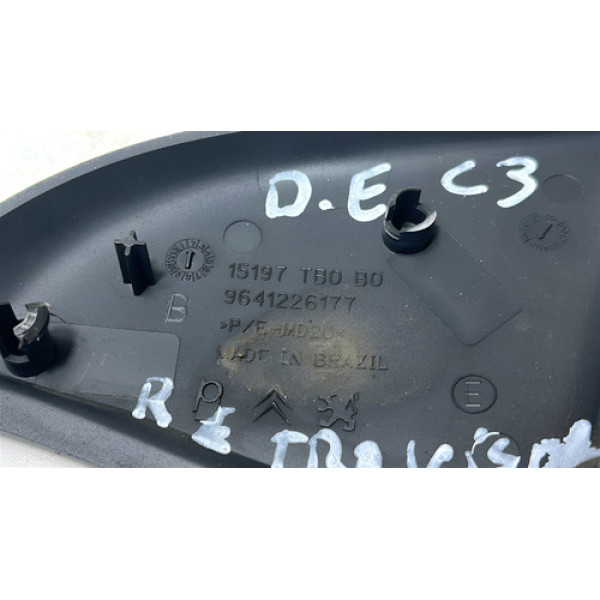 D.E C3
15197 TB0 B0
9641226177
B
>P/E-MD20<
MADE IN BRAZIL
P E
R